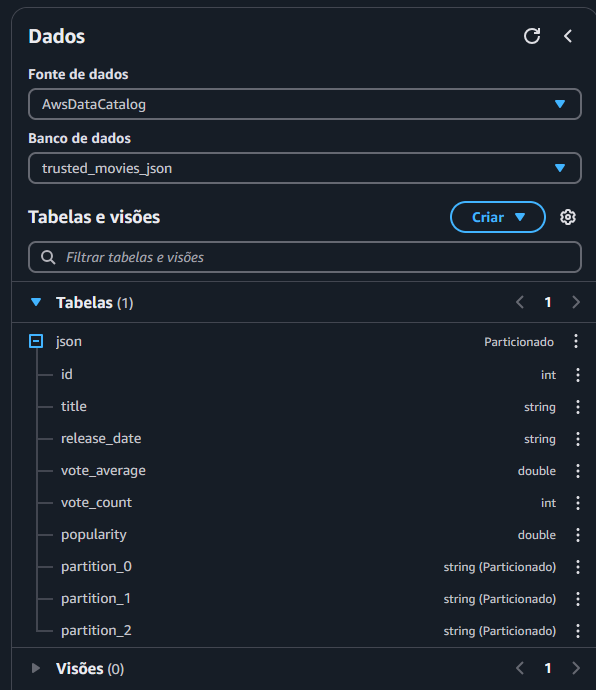 Dados
Fonte de dados
AwsDataCatalog
Banco de dados
trusted_movies_json
Tabelas e visões Criar
Filtrar tabelas e visões
Tabelas (1) 1
json Particionado
id int
title string
release_date string
vote_average double
vote_count int
popularity double
partition_0 string (Particionado)
partition_1 string (Particionado)
partition_2 string (Particionado)
Visões (0) 1